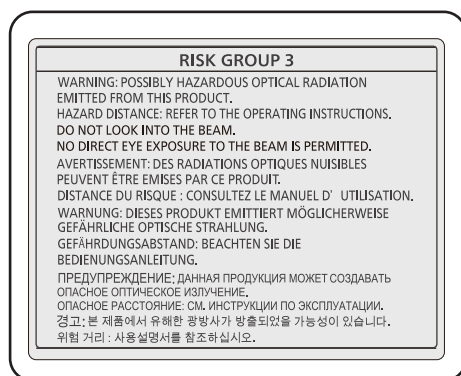 RISK GROUP 3
WARNING: POSSIBLY HAZARDOUS OPTICAL RADIATION
EMITTED FROM THIS PRODUCT.
HAZARD DISTANCE: REFER TO THE OPERATING INSTRUCTIONS.
DO NOT LOOK INTO THE BEAM.
NO DIRECT EYE EXPOSURE TO THE BEAM IS PERMITTED.
AVERTISSEMENT: DES RADIATIONS OPTIQUES NUISIBLES
PEUVENT ÊTRE EMISES PAR CE PRODUIT.
DISTANCE DU RISQUE : CONSULTEZ LE MANUEL D' UTILISATION.
WARNUNG: DIESES PRODUKT EMITTIERT MÖGLICHERWEISE
GEFÄHRLICHE OPTISCHE STRAHLUNG.
GEFÄHRDUNGSABSTAND: BEACHTEN SIE DIE
BEDIENUNGSANLEITUNG.
ПРЕДУПРЕЖДЕНИЕ: ДАННАЯ ПРОДУКЦИЯ МОЖЕТ СОЗДАВАТЬ
ОПАСНОЕ ОПТИЧЕСКОЕ ИЗЛУЧЕНИЕ.
ОПАСНОЕ РАССТОЯНИЕ: СМ. ИНСТРУКЦИИ ПО ЭКСПЛУАТАЦИИ.
경고: 본 제품에서 유해한 광방사가 방출되었을 가능성이 있습니다.
위험 거리 : 사용설명서를 참조하십시오.